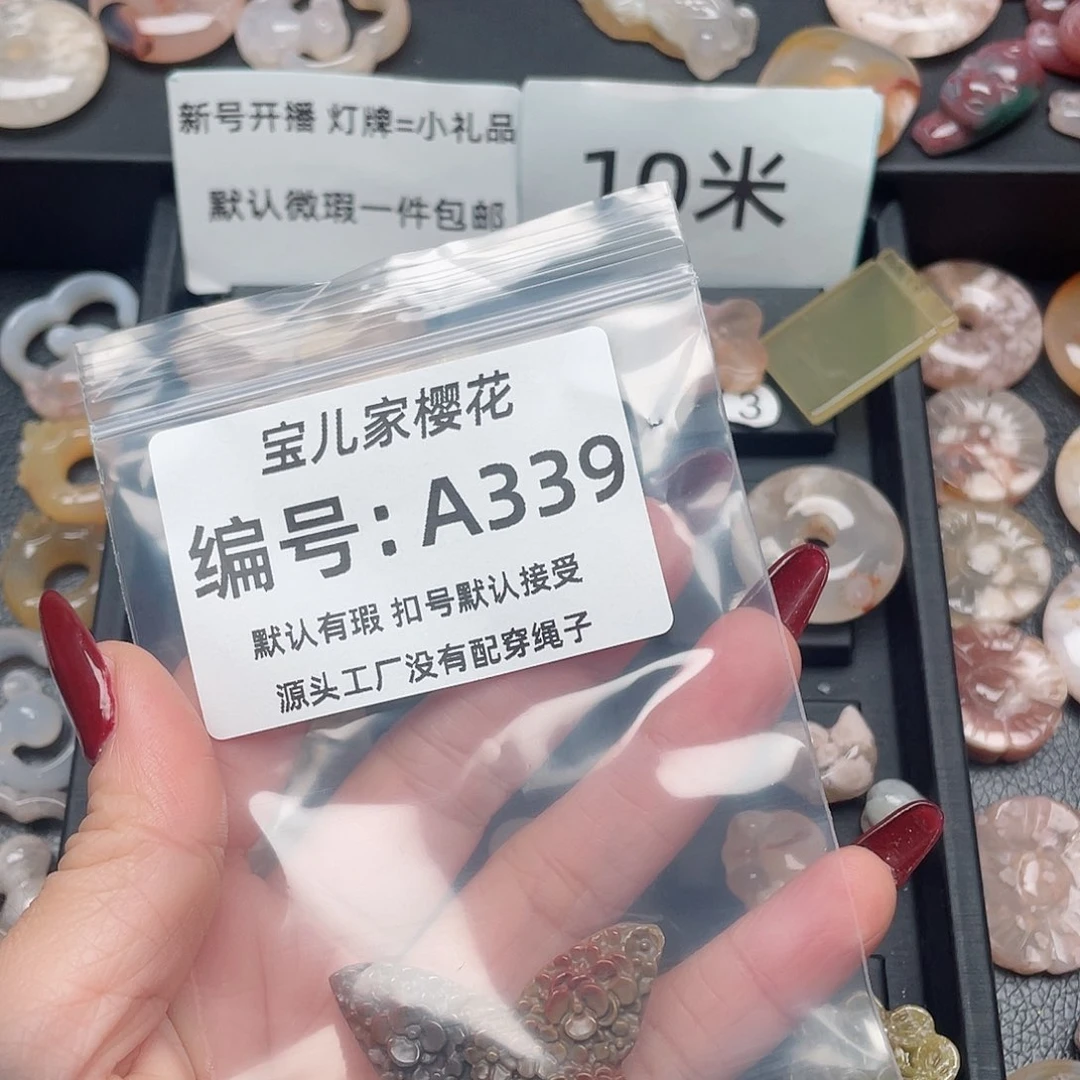 新号开播 灯牌=小礼品
默认微瑕一件包邮
10米
3
宝儿家樱花
编号:A339
默认有瑕 扣号默认接受
源头工厂没有配穿绳子